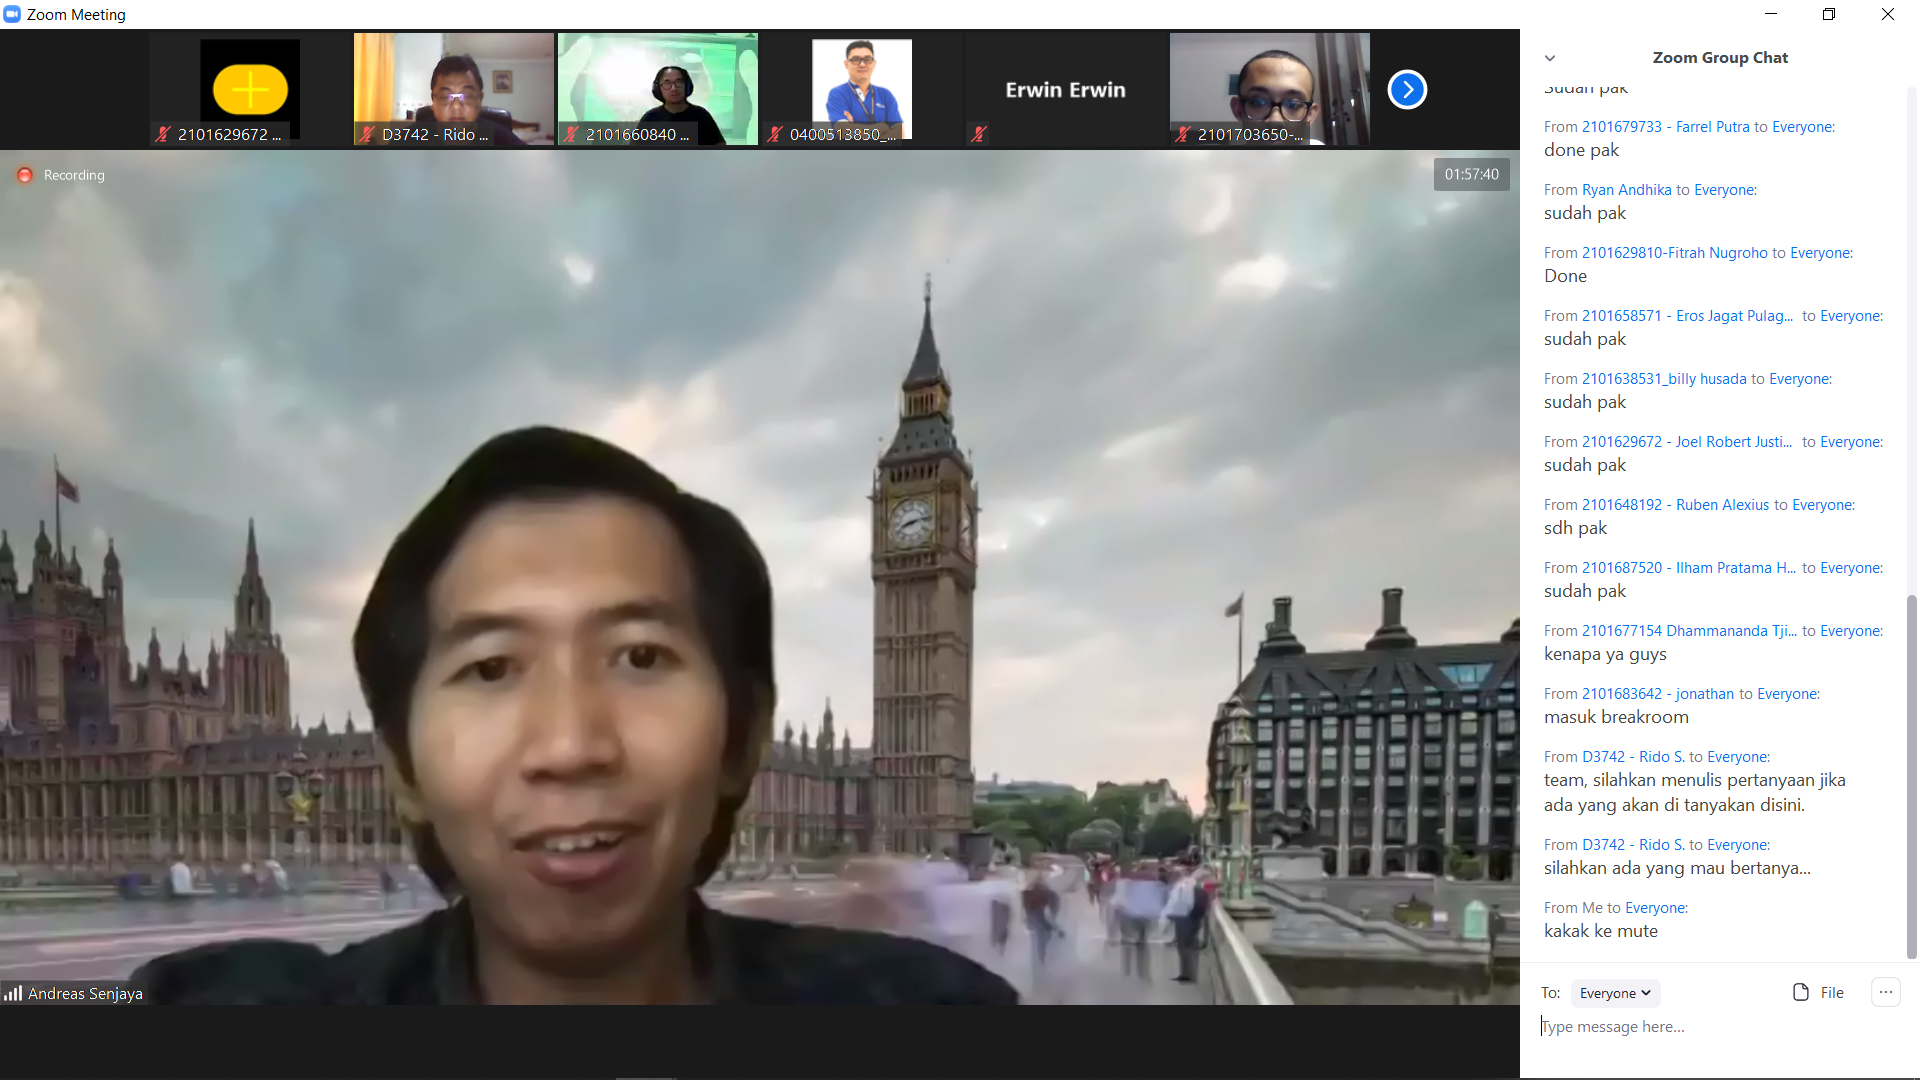 Zoom Meeting
2101629672 ...
D3742 - Rido ...
2101660840 ...
0400513850_...
Erwin Erwin
2101703650-...
Recording
01:57:40
Andreas Senjaya
Zoom Group Chat
Sudah pak
From 2101679733 - Farrel Putra to Everyone:
done pak
From Ryan Andhika to Everyone:
sudah pak
From 2101629810-Fitrah Nugroho to Everyone:
Done
From 2101658571 - Eros Jagat Pulag... to Everyone:
sudah pak
From 2101638531_billy husada to Everyone:
sudah pak
From 2101629672 - Joel Robert Justi... to Everyone:
sudah pak
From 2101648192 - Ruben Alexius to Everyone:
sdh pak
From 2101687520 - Ilham Pratama H... to Everyone:
sudah pak
From 2101677154 Dhammananda Tji... to Everyone:
kenapa ya guys
From 2101683642 - jonathan to Everyone:
masuk breakroom
From D3742 - Rido S. to Everyone:
team, silahkan menulis pertanyaan jika
ada yang akan di tanyakan disini.
From D3742 - Rido S. to Everyone:
silahkan ada yang mau bertanya...
From Me to Everyone:
kakak ke mute
To: Everyone
File
Type message here...